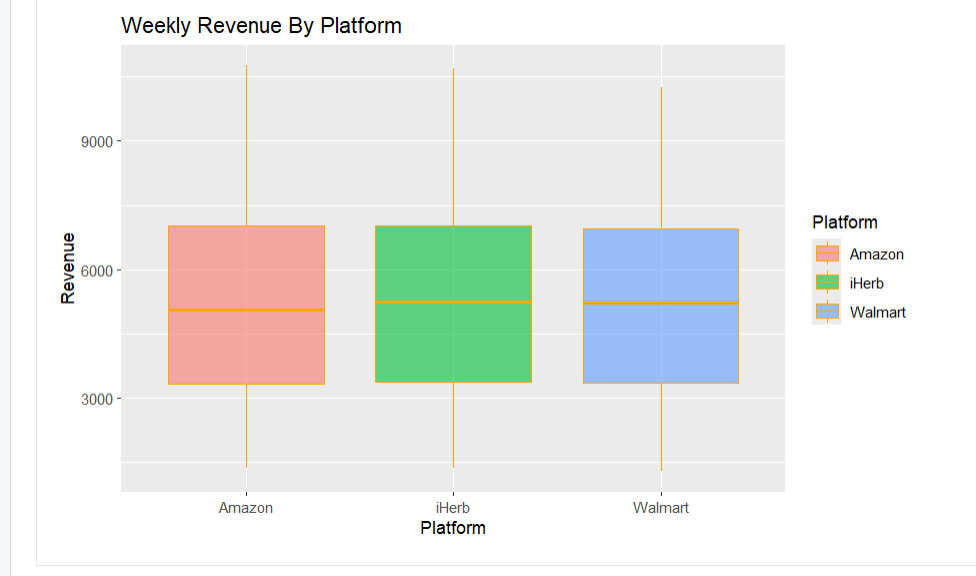 Weekly Revenue By Platform
Revenue
9000
6000
3000
Amazon
iHerb
Walmart
Platform
Platform
Amazon
iHerb
Walmart